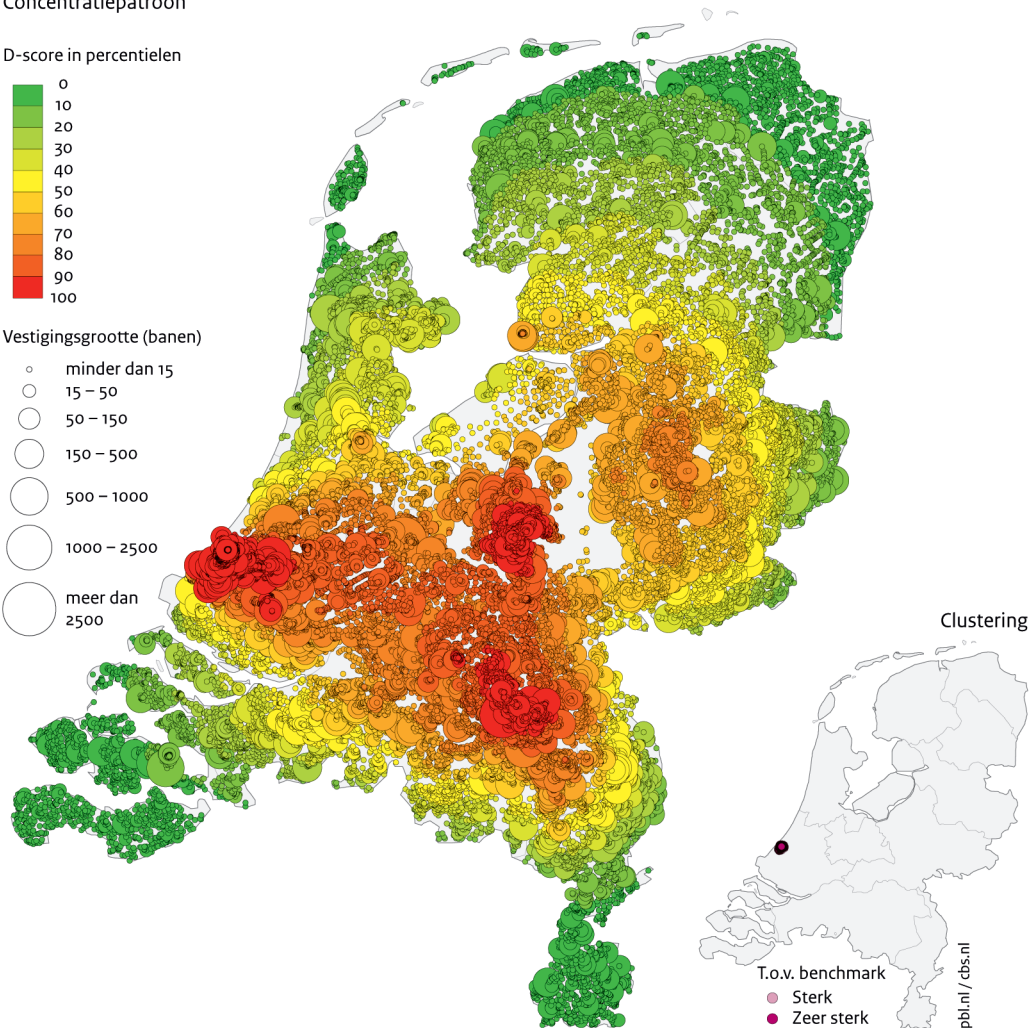 Concentratiepatroon
D-score in percentielen
0
10
20
30
40
50
60
70
80
90
100
Vestigingsgrootte (banen)
minder dan 15
15 – 50
50 – 150
150 – 500
500 – 1000
1000 – 2500
meer dan
2500
Clustering
T.o.v. benchmark
Sterk
Zeer sterk
pbl.nl / cbs.nl